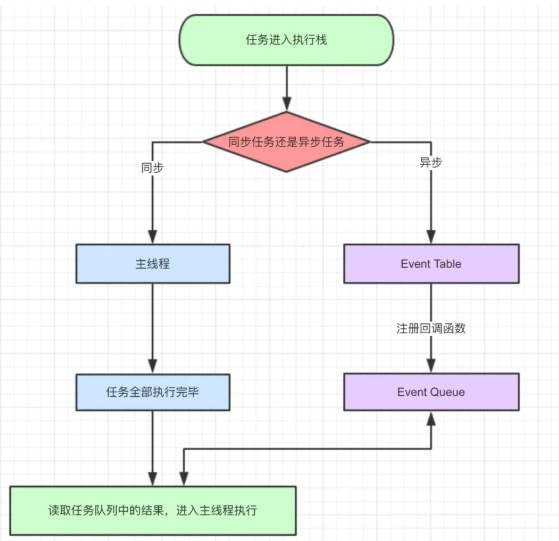 任务进入执行栈
同步任务还是异步任务
同步
异步
主线程
Event Table
注册回调函数
任务全部执行完毕
Event Queue
读取任务队列中的结果，进入主线程执行